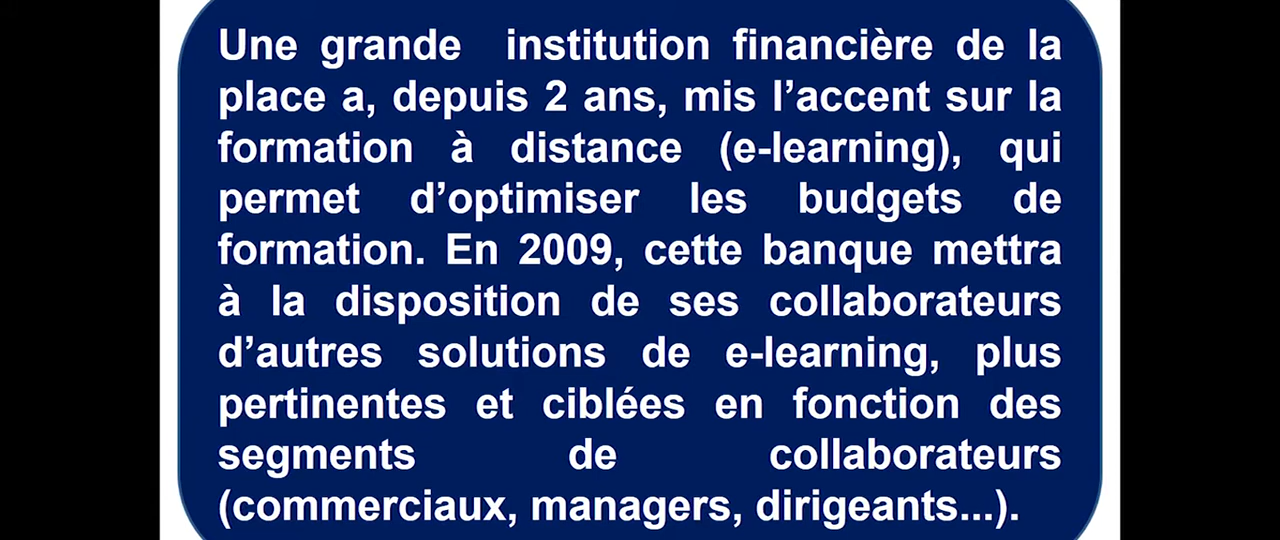 Une grande institution financière de la
place a, depuis 2 ans, mis l’accent sur la
formation à distance (e-learning), qui
permet d’optimiser les budgets de
formation. En 2009, cette banque mettra
à la disposition de ses collaborateurs
d’autres solutions de e-learning, plus
pertinentes et ciblées en fonction des
segments de collaborateurs
(commerciaux, managers, dirigeants...).